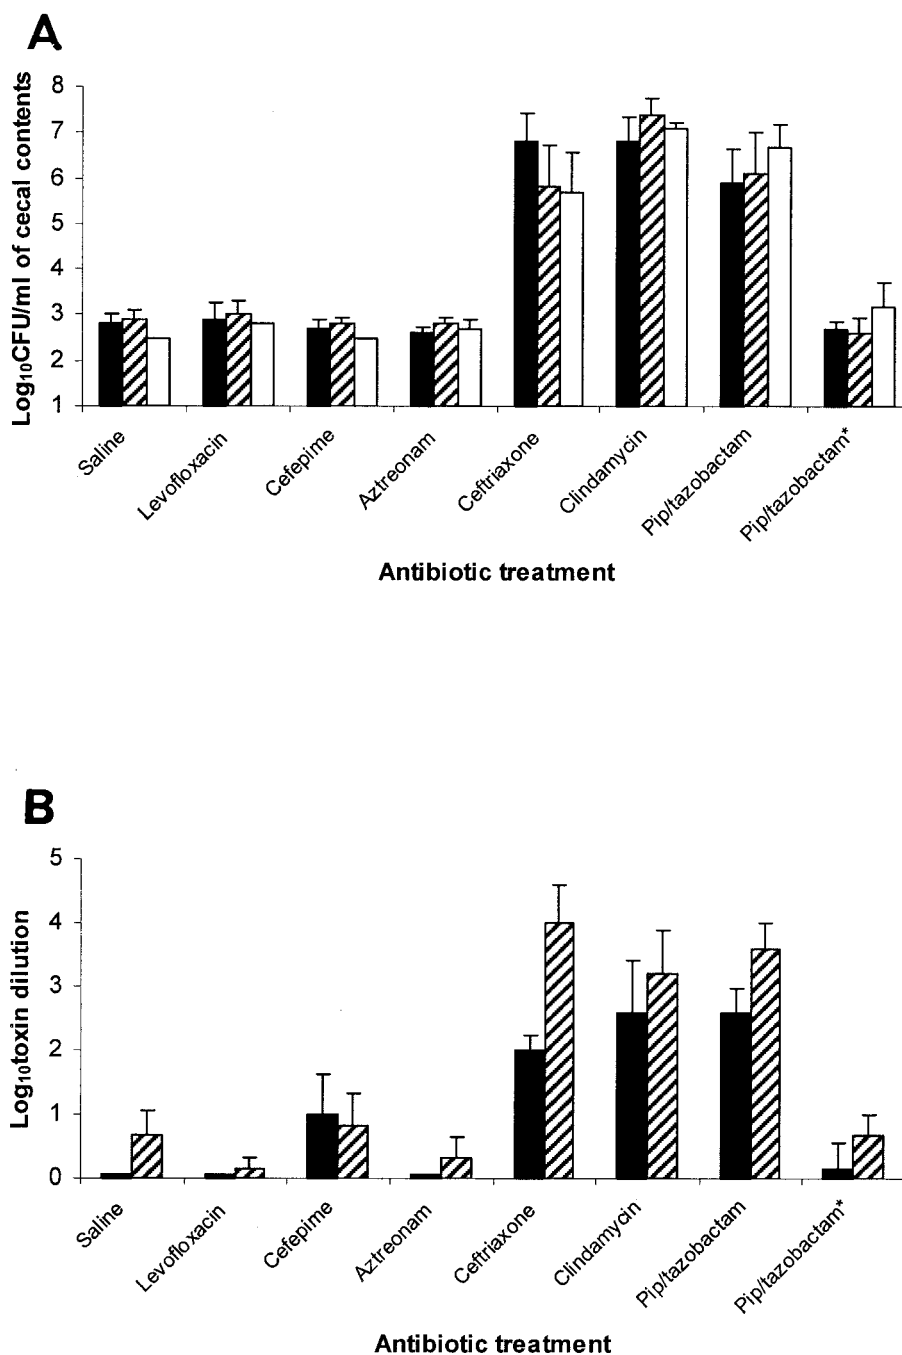 A
Log10CFU/ml of cecal contents
8
7
6
5
4
3
2
1
Saline
Levofloxacin
Cefepime
Aztreonam
Ceftriaxone
Clindamycin
Pip/tazobactam
Pip/tazobactam*
Antibiotic treatment
B
Log10toxin dilution
5
4
3
2
1
0
Saline
Levofloxacin
Cefepime
Aztreonam
Ceftriaxone
Clindamycin
Pip/tazobactam
Pip/tazobactam*
Antibiotic treatment